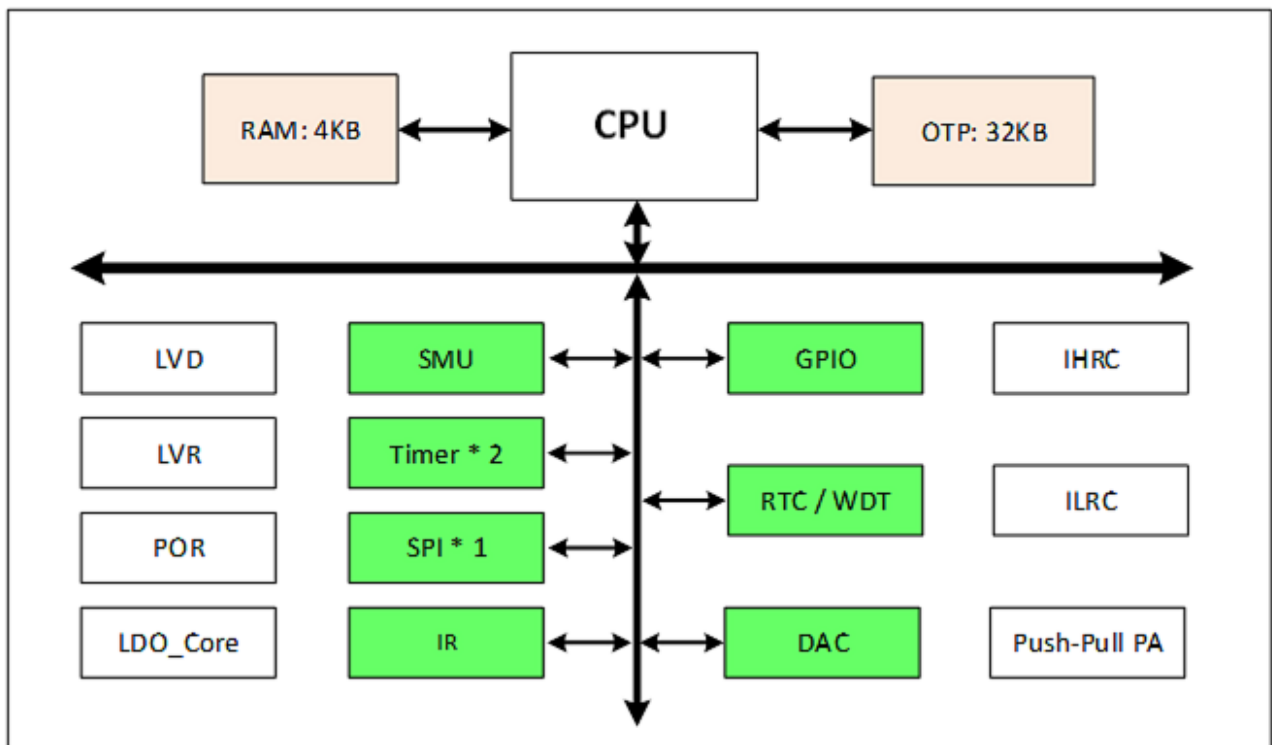 CPU
RAM: 4KB
OTP: 32KB
LVD
SMU
GPIO
IHRC
LVR
Timer * 2
RTC / WDT
ILRC
POR
SPI * 1
LDO_Core
IR
DAC
Push-Pull PA